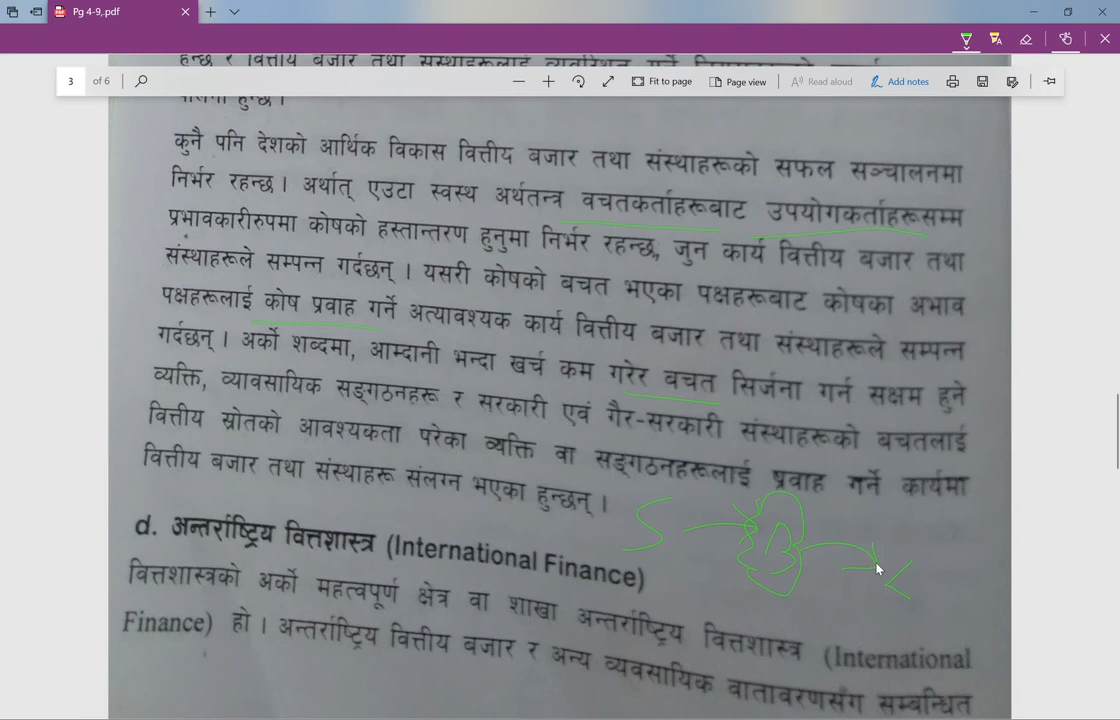 Pg 4-9,.pdf
3 of 6
Fit to page
Page view
Read aloud
Add notes
कुनै पनि देशको आर्थिक विकास वित्तीय बजार तथा संस्थाहरूको सफल सञ्चालनमा
निर्भर रहन्छ । अर्थात् एउटा स्वस्थ अर्थतन्त्र वचतकर्ताहरूबाट उपयोगकर्ताहरूसम्म
प्रभावकारीरुपमा कोषको हस्तान्तरण हुनुमा निर्भर रहन्छ, जुन कार्य वित्तीय बजार तथा
संस्थाहरूले सम्पन्न गर्दछन् । यसरी कोषको बचत भएका पक्षहरूबाट कोषका अभाव
पक्षहरूलाई कोष प्रवाह गर्ने अत्यावश्यक कार्य वित्तीय बजार तथा संस्थाहरूले सम्पन्न
गर्दछन् । अर्को शब्दमा, आम्दानी भन्दा खर्च कम गरेर बचत सिर्जना गर्न सक्षम हुने
व्यक्ति, व्यावसायिक सङ्गठनहरू र सरकारी एवं गैर-सरकारी संस्थाहरूको बचतलाई
वित्तीय स्रोतको आवश्यकता परेका व्यक्ति वा सङ्गठनहरूलाई प्रवाह गर्ने कार्यमा
वित्तीय बजार तथा संस्थाहरू संलग्न भएका हुन्छन् ।
d. अन्तर्राष्ट्रिय वित्तशास्त्र (International Finance)
वित्तशास्त्रको अर्को महत्वपूर्ण क्षेत्र वा शाखा अन्तर्राष्ट्रिय वित्तशास्त्र (International
Finance) हो । अन्तर्राष्ट्रिय वित्तीय बजार र अन्य व्यवसायिक वातावरणसँग सम्बन्धित